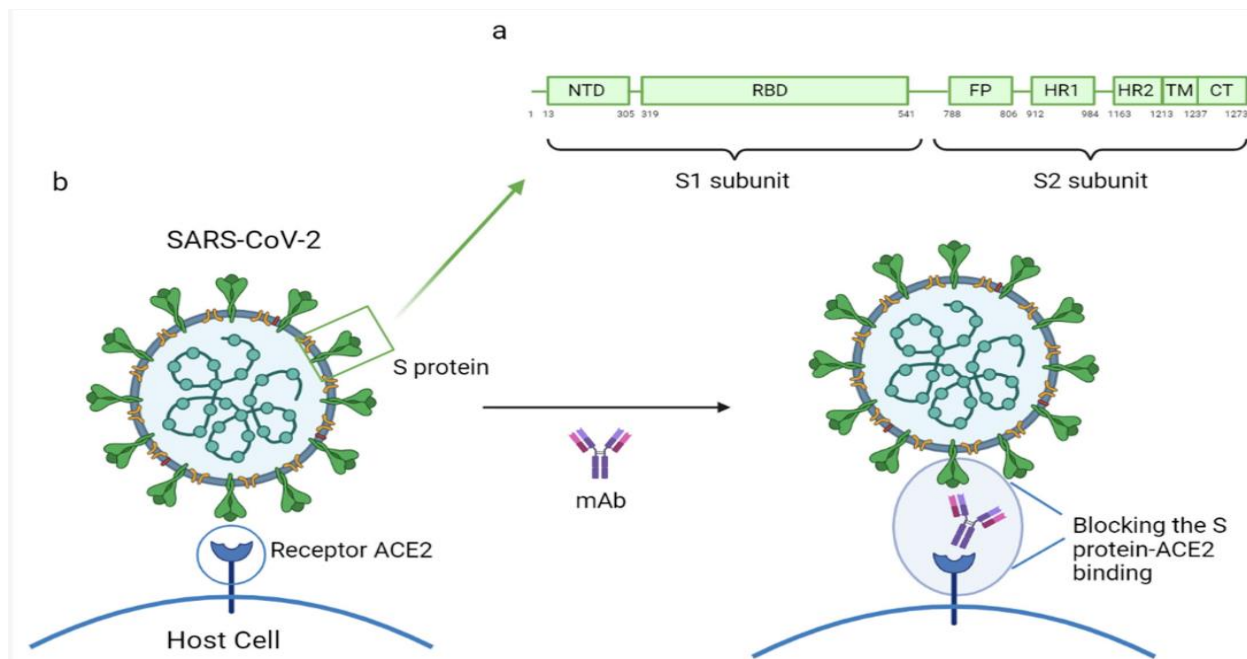 a
NTD RBD FP HR1 HR2 TM CT
1 13 305 319 541 788 806 912 984 1163 1213 1237 1273
S1 subunit S2 subunit
b
SARS-CoV-2
S protein
mAb
Receptor ACE2
Host Cell
Blocking the S
protein-ACE2
binding